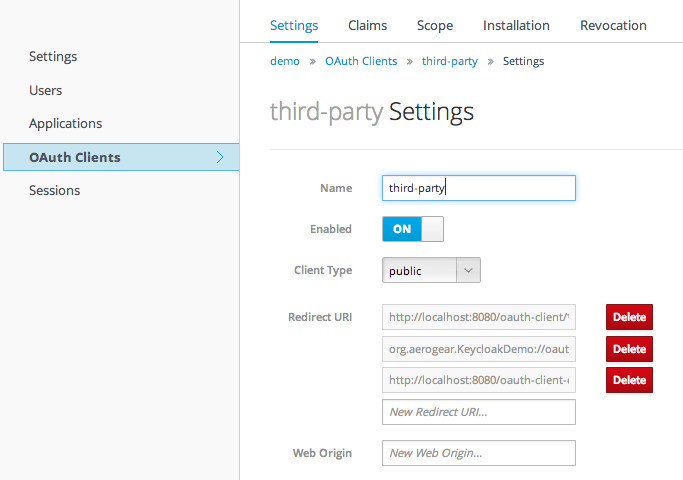 Settings Claims Scope Installation Revocation
demo » OAuth Clients » third-party » Settings
Settings
Users
Applications
OAuth Clients
Sessions
third-party Settings
Name third-party
Enabled ON
Client Type public
Redirect URI http://localhost:8080/oauth-client/ Delete
org.aerogear.KeycloakDemo://oaut Delete
http://localhost:8080/oauth-client- Delete
New Redirect URI...
Web Origin New Web Origin...